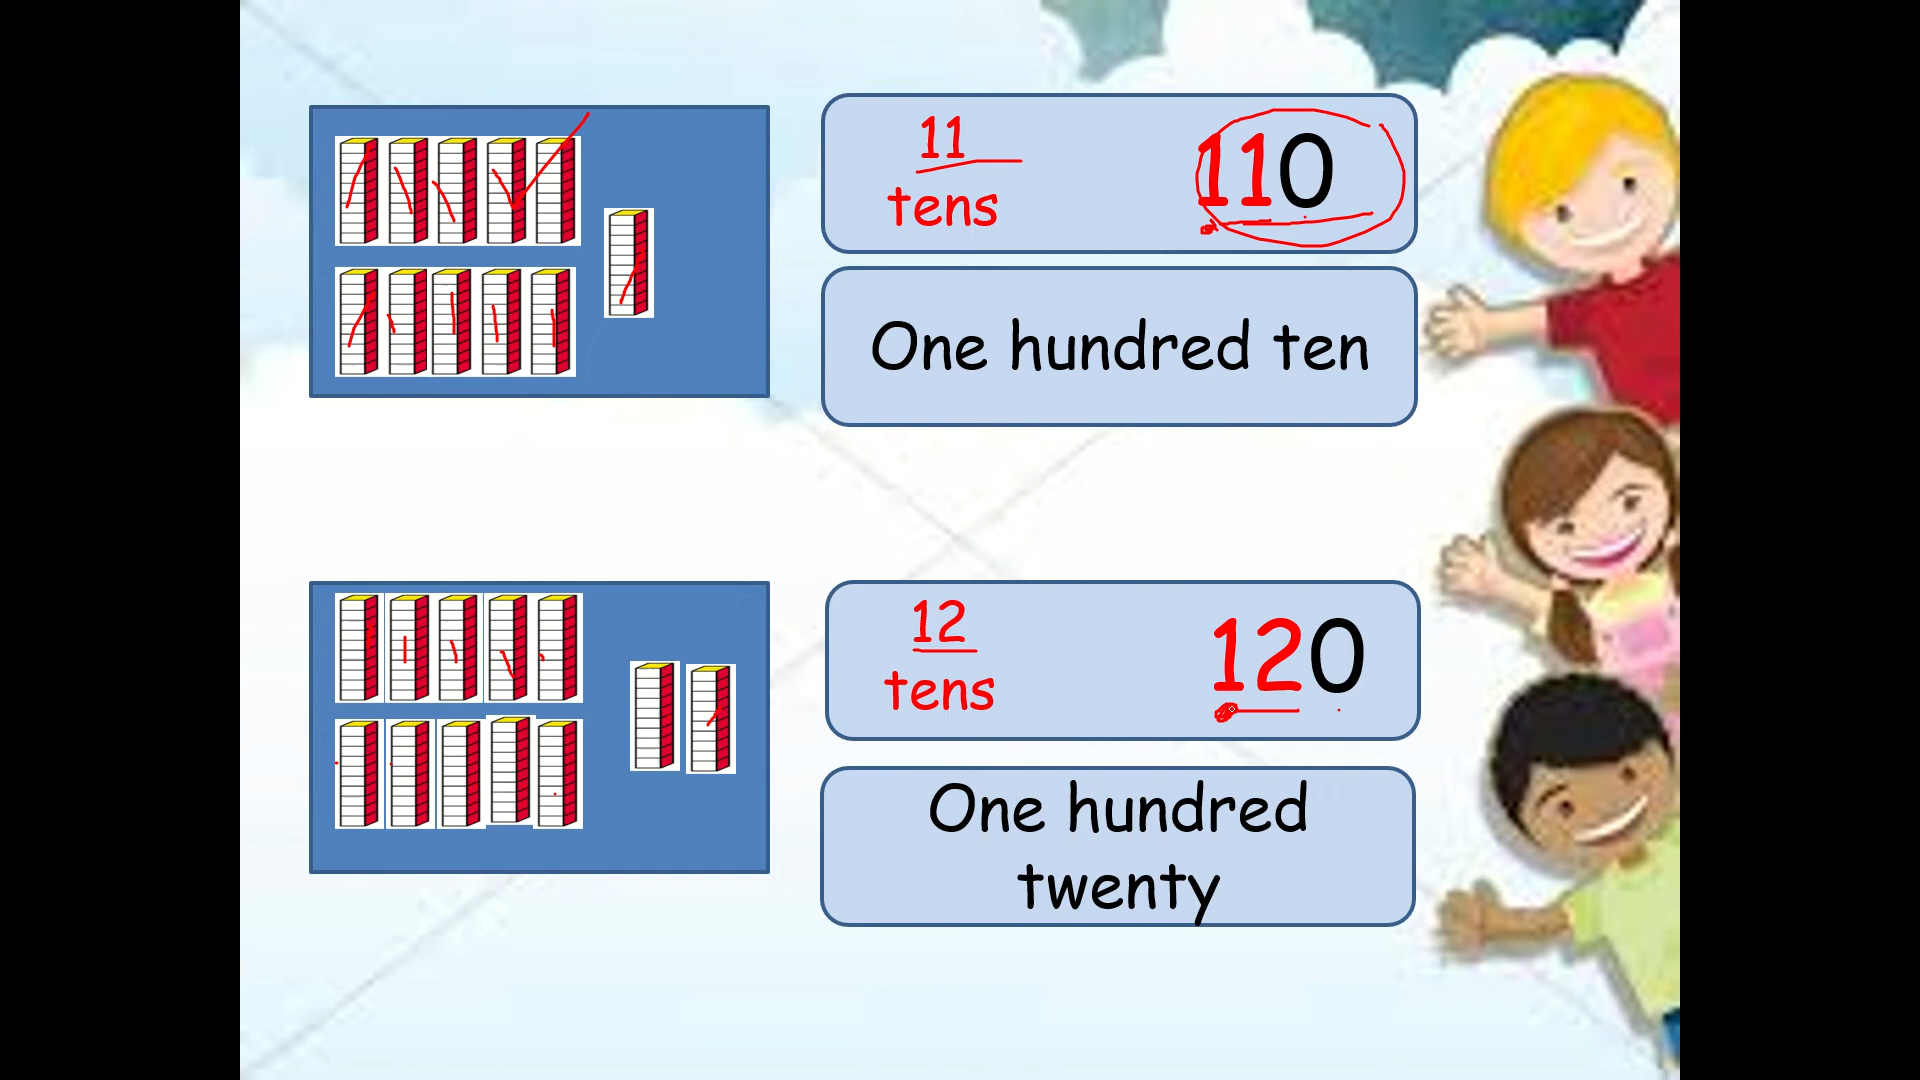 11
tens
110
One hundred ten
12
tens
120
One hundred
twenty